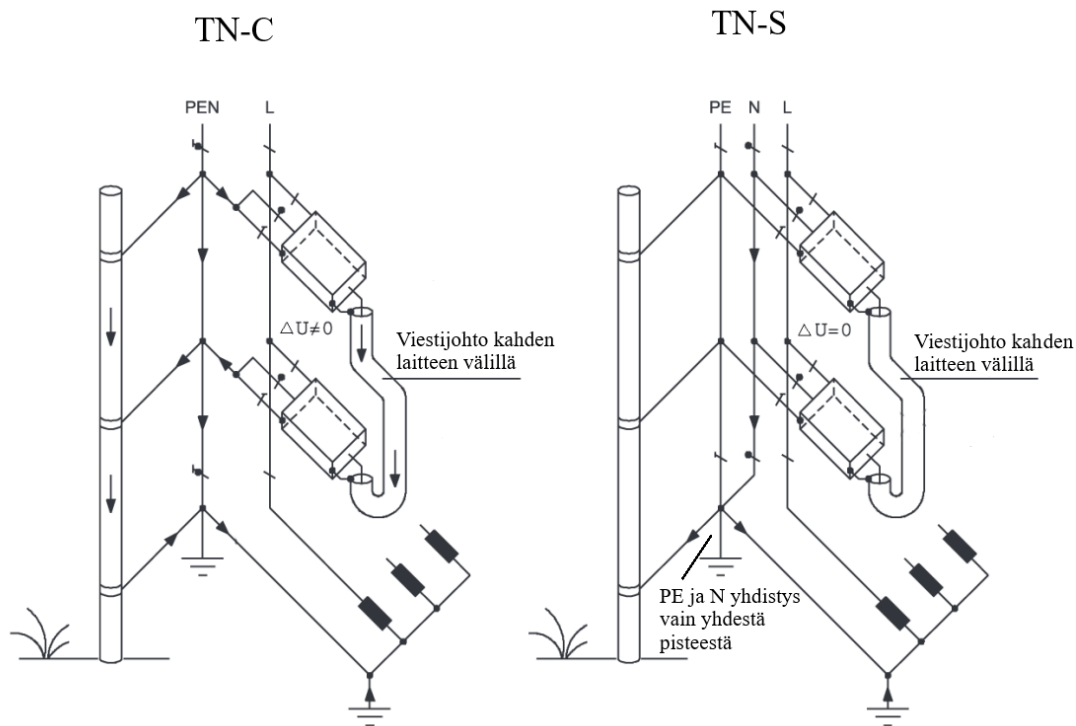 TN-C
PEN L
△U≠0
Viestijohto kahden
laitteen välillä
TN-S
PE N L
△U=0
Viestijohto kahden
laitteen välillä
PE ja N yhdistys
vain yhdestä
pisteestä